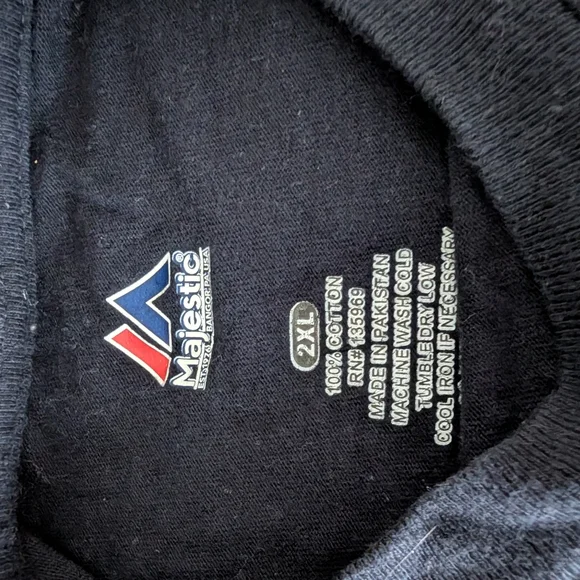 Majestic®
EST.1976 BANGOR PA USA
2XL
100% COTTON
RN# 135969
MADE IN PAKISTAN
MACHINE WASH COLD
TUMBLE DRY LOW
COOL IRON IF NECESSARY